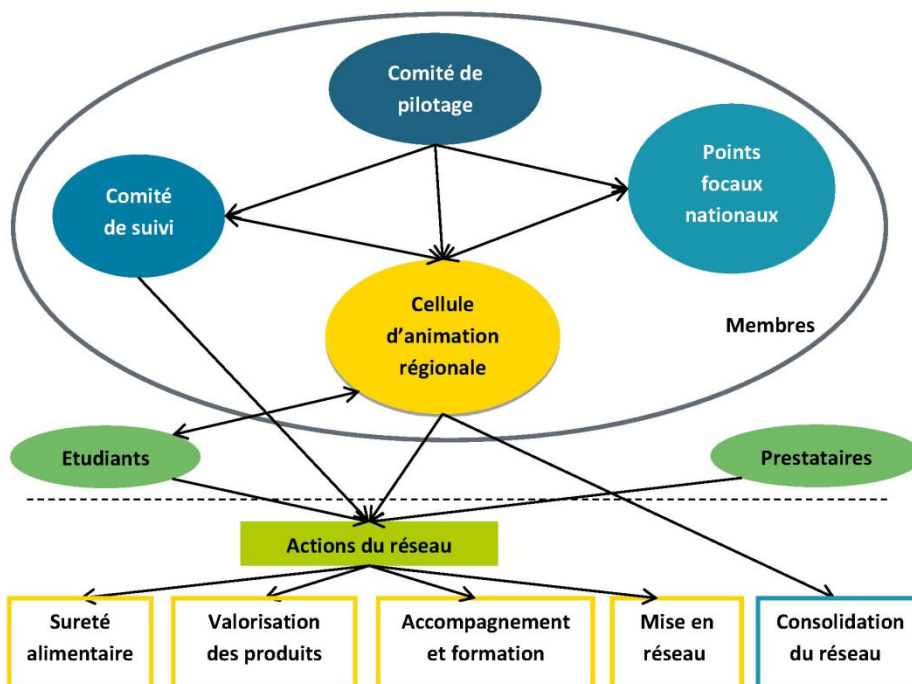 Comité de
pilotage
Points
focaux
nationaux
Comité
de suivi
Cellule
d’animation
régionale
Membres
Etudiants
Prestataires
Actions du réseau
Sureté
alimentaire
Valorisation
des produits
Accompagnement
et formation
Mise en
réseau
Consolidation
du réseau